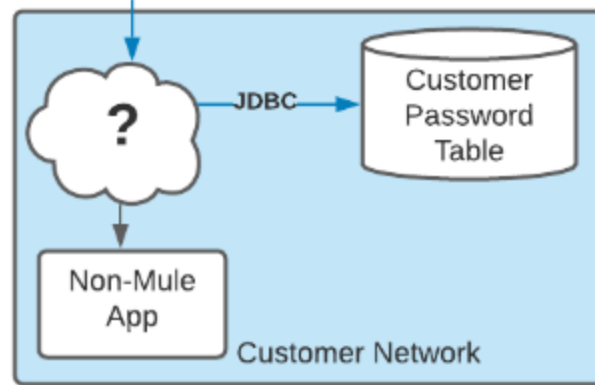 ?
JDBC
Customer
Password
Table
Non-Mule
App
Customer Network